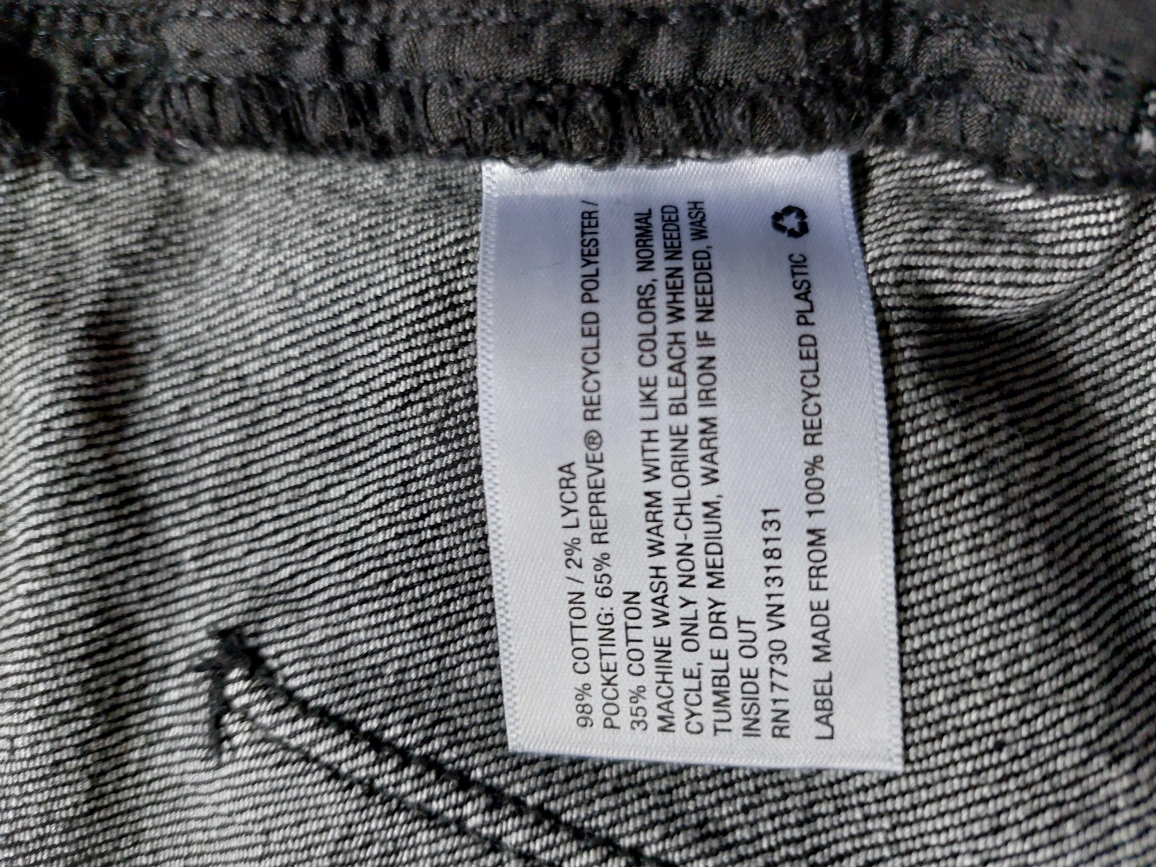 98% COTTON / 2% LYCRA
POCKETING: 65% REPREVE® RECYCLED POLYESTER /
35% COTTON
MACHINE WASH WARM WITH LIKE COLORS, NORMAL
CYCLE, ONLY NON-CHLORINE BLEACH WHEN NEEDED
TUMBLE DRY MEDIUM, WARM IRON IF NEEDED, WASH
INSIDE OUT
RN17730 VN1318131
LABEL MADE FROM 100% RECYCLED PLASTIC